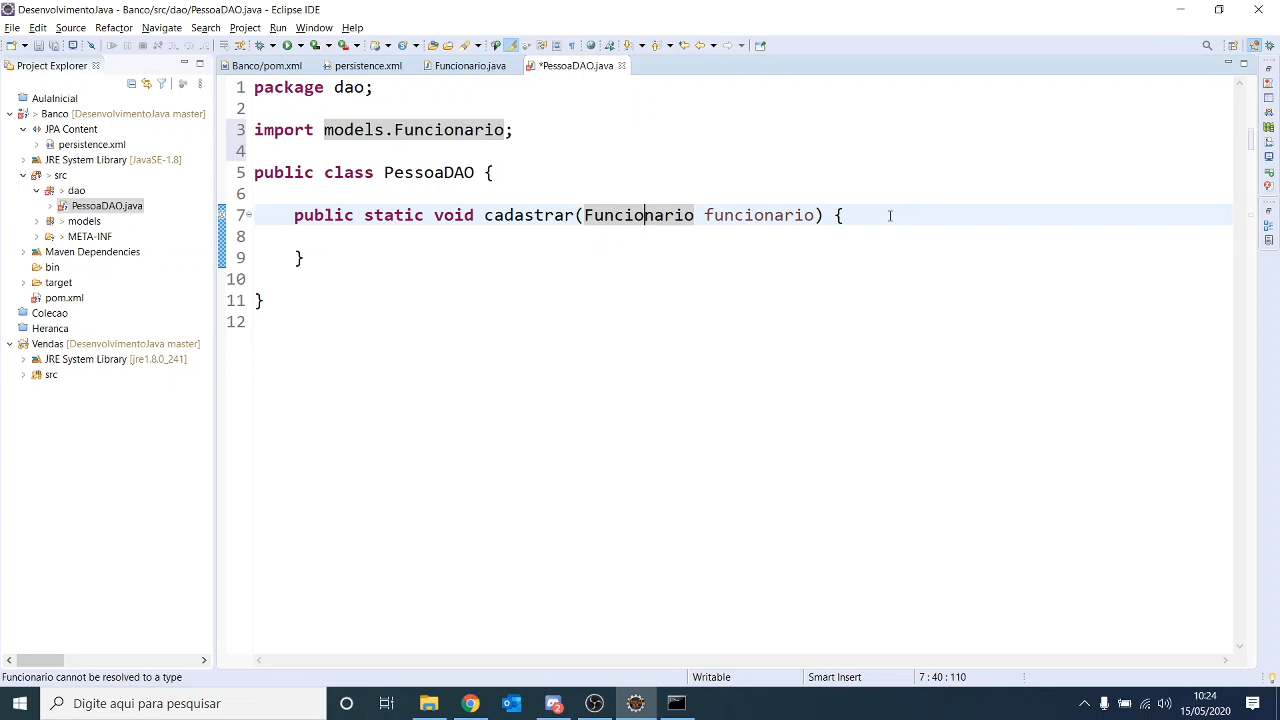 DesenvolvimentoJava - Banco/src/dao/PessoaDAO.java - Eclipse IDE
File Edit Source Refactor Navigate Search Project Run Window Help
Project Explorer
Banco/pom.xml persistence.xml Funcionario.java *PessoaDAO.java
AulaInicial
> Banco [DesenvolvimentoJava master]
JPA Content
persistence.xml
JRE System Library [JavaSE-1.8]
> src
> dao
PessoaDAO.java
> models
> META-INF
Maven Dependencies
bin
target
pom.xml
Colecao
Heranca
Vendas [DesenvolvimentoJava master]
JRE System Library [jre1.8.0_241]
src
1 package dao;
2
3 import models.Funcionario;
4
5 public class PessoaDAO {
6
7 public static void cadastrar(Funcionario funcionario) {
8
9 }
10
11 }
12
Funcionario cannot be resolved to a type
Writable
Smart Insert
7 : 40 : 110
Digite aqui para pesquisar
10:24
15/05/2020